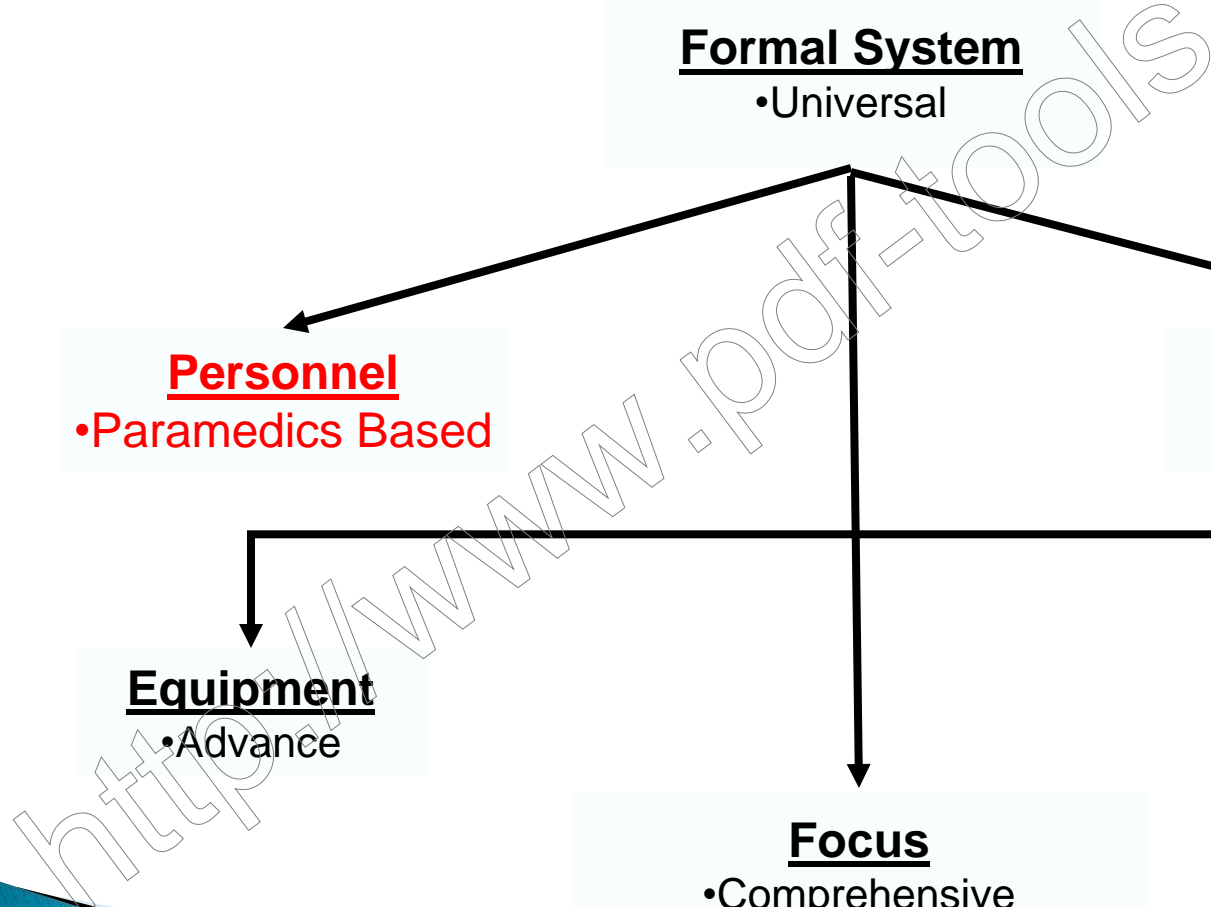 Formal System
•Universal
Personnel
•Paramedics Based
Equipment
•Advance
Focus
•Comprehensive
http://www.pdf-tools